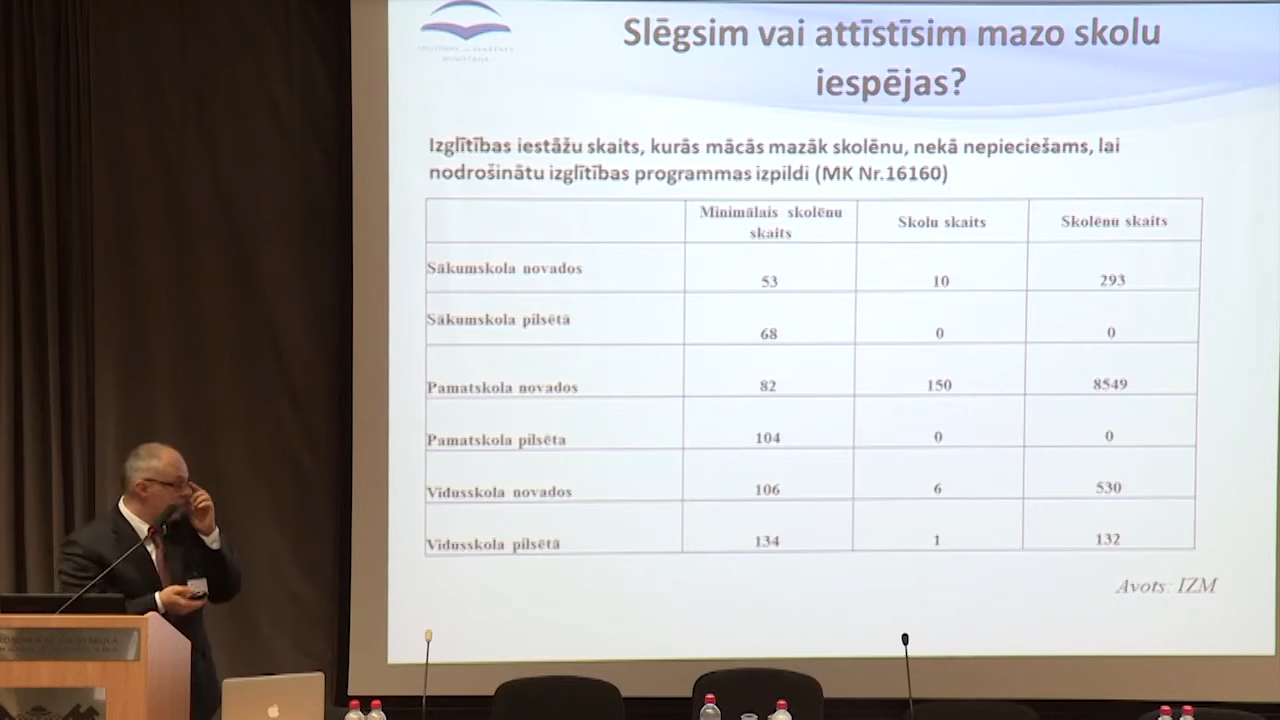 Slēgsim vai attīstīsim mazo skolu
iespējas?
Izglītības iestāžu skaits, kurās mācās mazāk skolēnu, nekā nepieciešams, lai
nodrošinātu izglītības programmas izpildi (MK Nr.16160)
Minimālais skolēnu skaits Skolu skaits Skolēnu skaits
Sākumskola novados 53 10 293
Sākumskola pilsētā 68 0 0
Pamatskola novados 82 150 8549
Pamatskola pilsēta 104 0 0
Vidusskola novados 106 6 530
Vidusskola pilsētā 134 1 132
Avots: IZM